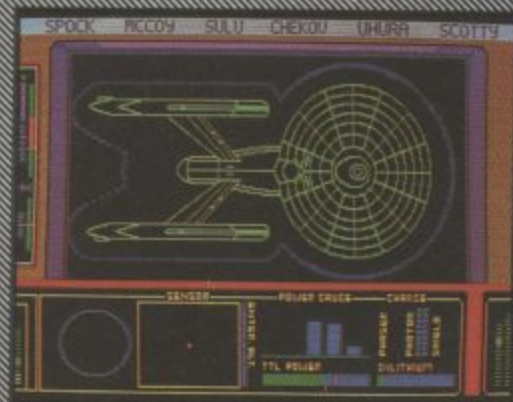 SPOCK MCCOY SULU CHEKOV UHURA SCOTTY
SENSOR POWER GAUGE CHARGE
PHASER
PHOTON
SHIELD
TTL POWER DILITHIUM